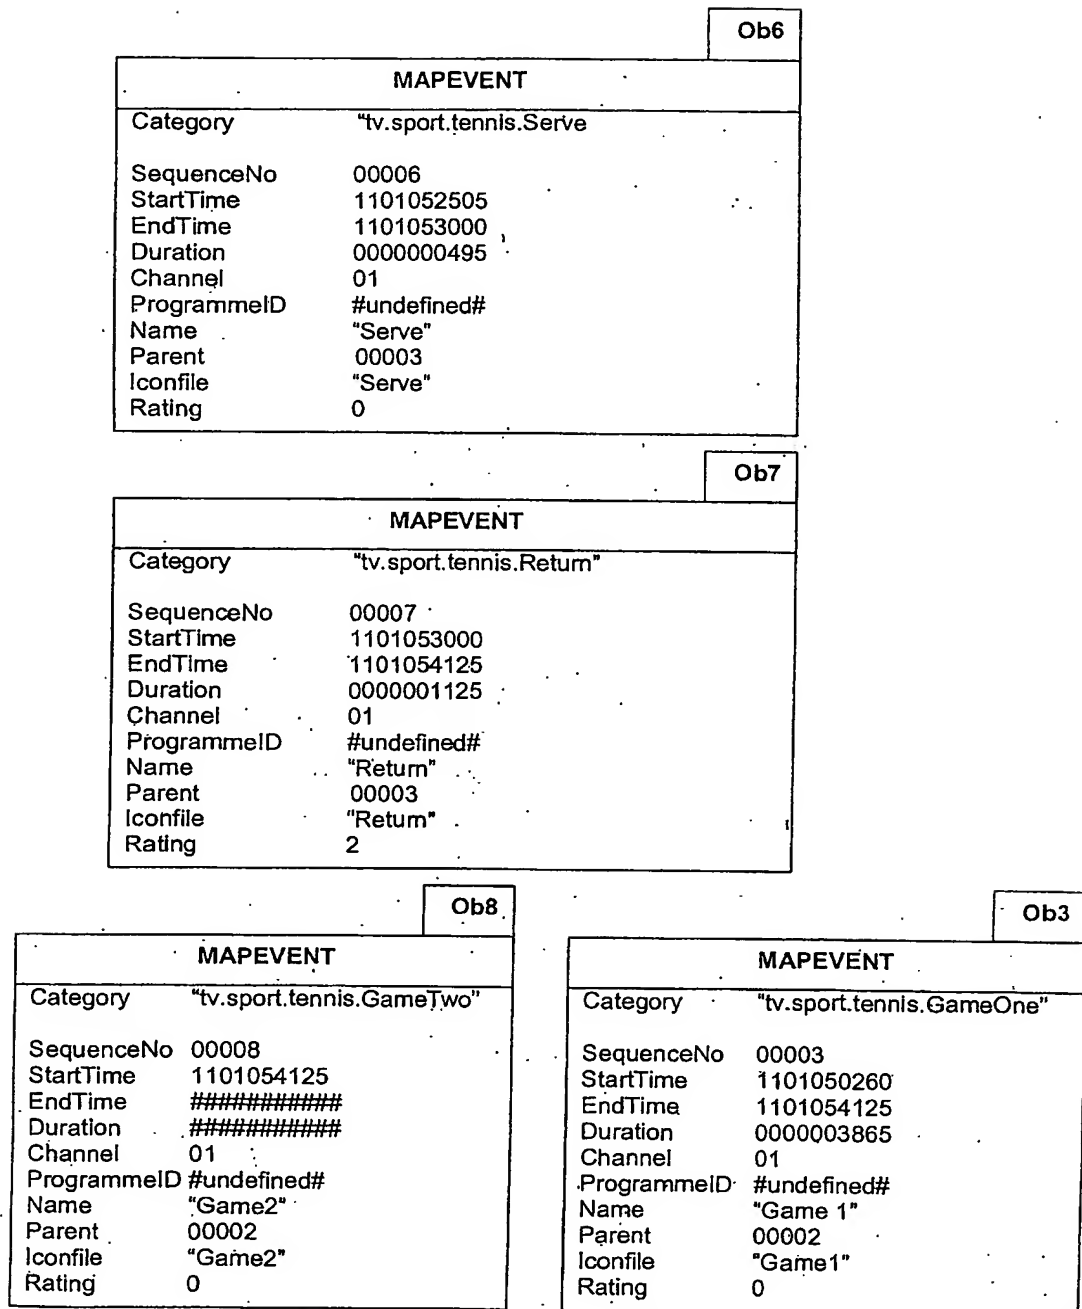 Ob6
MAPEVENT
Category "tv.sport.tennis.Serve
SequenceNo 00006
StartTime 1101052505
EndTime 1101053000
Duration 0000000495
Channel 01
ProgrammeID #undefined#
Name "Serve"
Parent 00003
Iconfile "Serve"
Rating 0
Ob7
MAPEVENT
Category "tv.sport.tennis.Return"
SequenceNo 00007
StartTime 1101053000
EndTime 1101054125
Duration 0000001125
Channel 01
ProgrammeID #undefined#
Name "Return"
Parent 00003
Iconfile "Return"
Rating 2
Ob8
MAPEVENT
Category "tv.sport.tennis.GameTwo"
SequenceNo 00008
StartTime 1101054125
EndTime ###########
Duration ###########
Channel 01
ProgrammeID #undefined#
Name "Game2"
Parent 00002
Iconfile "Game2"
Rating 0
Ob3
MAPEVENT
Category "tv.sport.tennis.GameOne"
SequenceNo 00003
StartTime 1101050260
EndTime 1101054125
Duration 0000003865
Channel 01
ProgrammeID #undefined#
Name "Game 1"
Parent 00002
Iconfile "Game1"
Rating 0